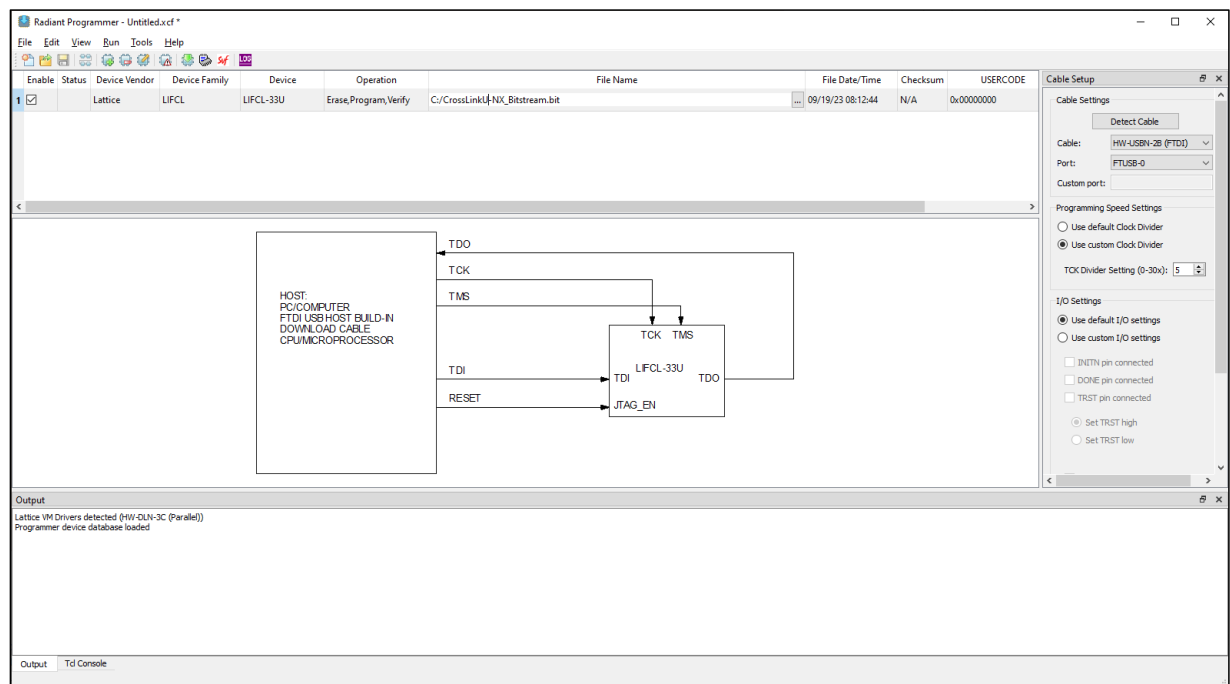 Radiant Programmer - Untitled.xcf *
File Edit View Run Tools Help
LOG
Enable Status Device Vendor Device Family Device Operation File Name File Date/Time Checksum USERCODE
1 Lattice LIFCL LIFCL-33U Erase,Program,Verify C:/CrossLinkU-NX_Bitstream.bit ... 09/19/23 08:12:44 N/A 0x00000000
Cable Setup
Cable Settings
Detect Cable
Cable: HW-USBN-2B (FTDI)
Port: FTUSB-0
Custom port:
Programming Speed Settings
Use default Clock Divider
Use custom Clock Divider
TCK Divider Setting (0-30x): 5
I/O Settings
Use default I/O settings
Use custom I/O settings
INITN pin connected
DONE pin connected
TRST pin connected
Set TRST high
Set TRST low
TDO
TCK
TMS
HOST:
PC/COMPUTER
FTDI USB HOST BUILD-IN
DOWNLOAD CABLE
CPU/MICROPROCESSOR
TCK TMS
LIFCL-33U
TDI
TDI TDO
RESET
JTAG_EN
Output
Lattice VM Drivers detected (HW-DLN-3C (Parallel))
Programmer device database loaded
Output Tcl Console